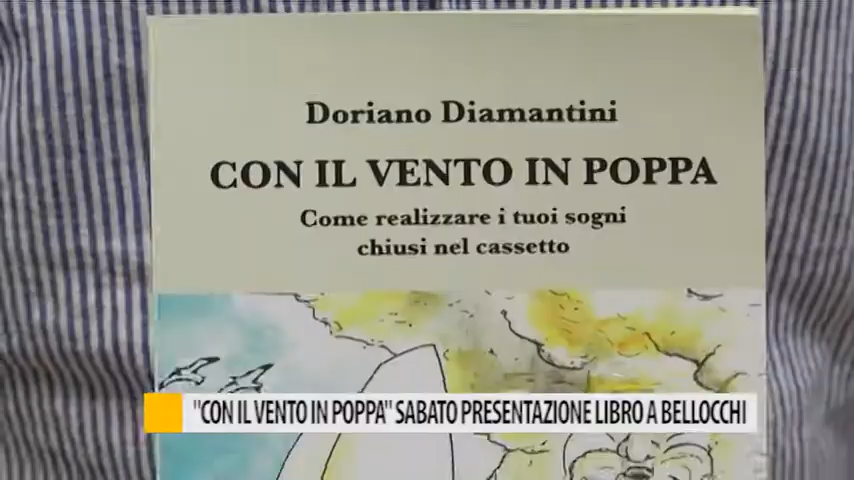 Doriano Diamantini
CON IL VENTO IN POPPA
Come realizzare i tuoi sogni
chiusi nel cassetto
"CON IL VENTO IN POPPA" SABATO PRESENTAZIONE LIBRO A BELLOCCHI